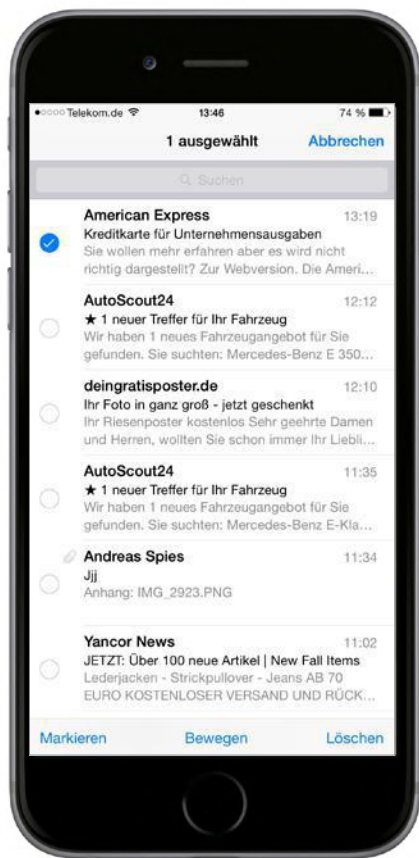 Telekom.de 13:46 74 %
1 ausgewählt Abbrechen
Suchen
American Express 13:19
Kreditkarte für Unternehmensausgaben
Sie wollen mehr erfahren aber es wird nicht
richtig dargestellt? Zur Webversion. Die Ameri...
AutoScout24 12:12
★ 1 neuer Treffer für Ihr Fahrzeug
Wir haben 1 neues Fahrzeugangebot für Sie
gefunden. Sie suchten: Mercedes-Benz E 350...
deingratisposter.de 12:10
Ihr Foto in ganz groß - jetzt geschenkt
Ihr Riesenposter kostenlos Sehr geehrte Damen
und Herren, wollten Sie schon immer Ihr Liebli...
AutoScout24 11:35
★ 1 neuer Treffer für Ihr Fahrzeug
Wir haben 1 neues Fahrzeugangebot für Sie
gefunden. Sie suchten: Mercedes-Benz E-Kla...
Andreas Spies 11:34
Jjj
Anhang: IMG_2923.PNG
Yancor News 11:02
JETZT: Über 100 neue Artikel | New Fall Items
Lederjacken - Strickpullover - Jeans AB 70
EURO KOSTENLOSER VERSAND UND RÜCK...
Markieren Bewegen Löschen